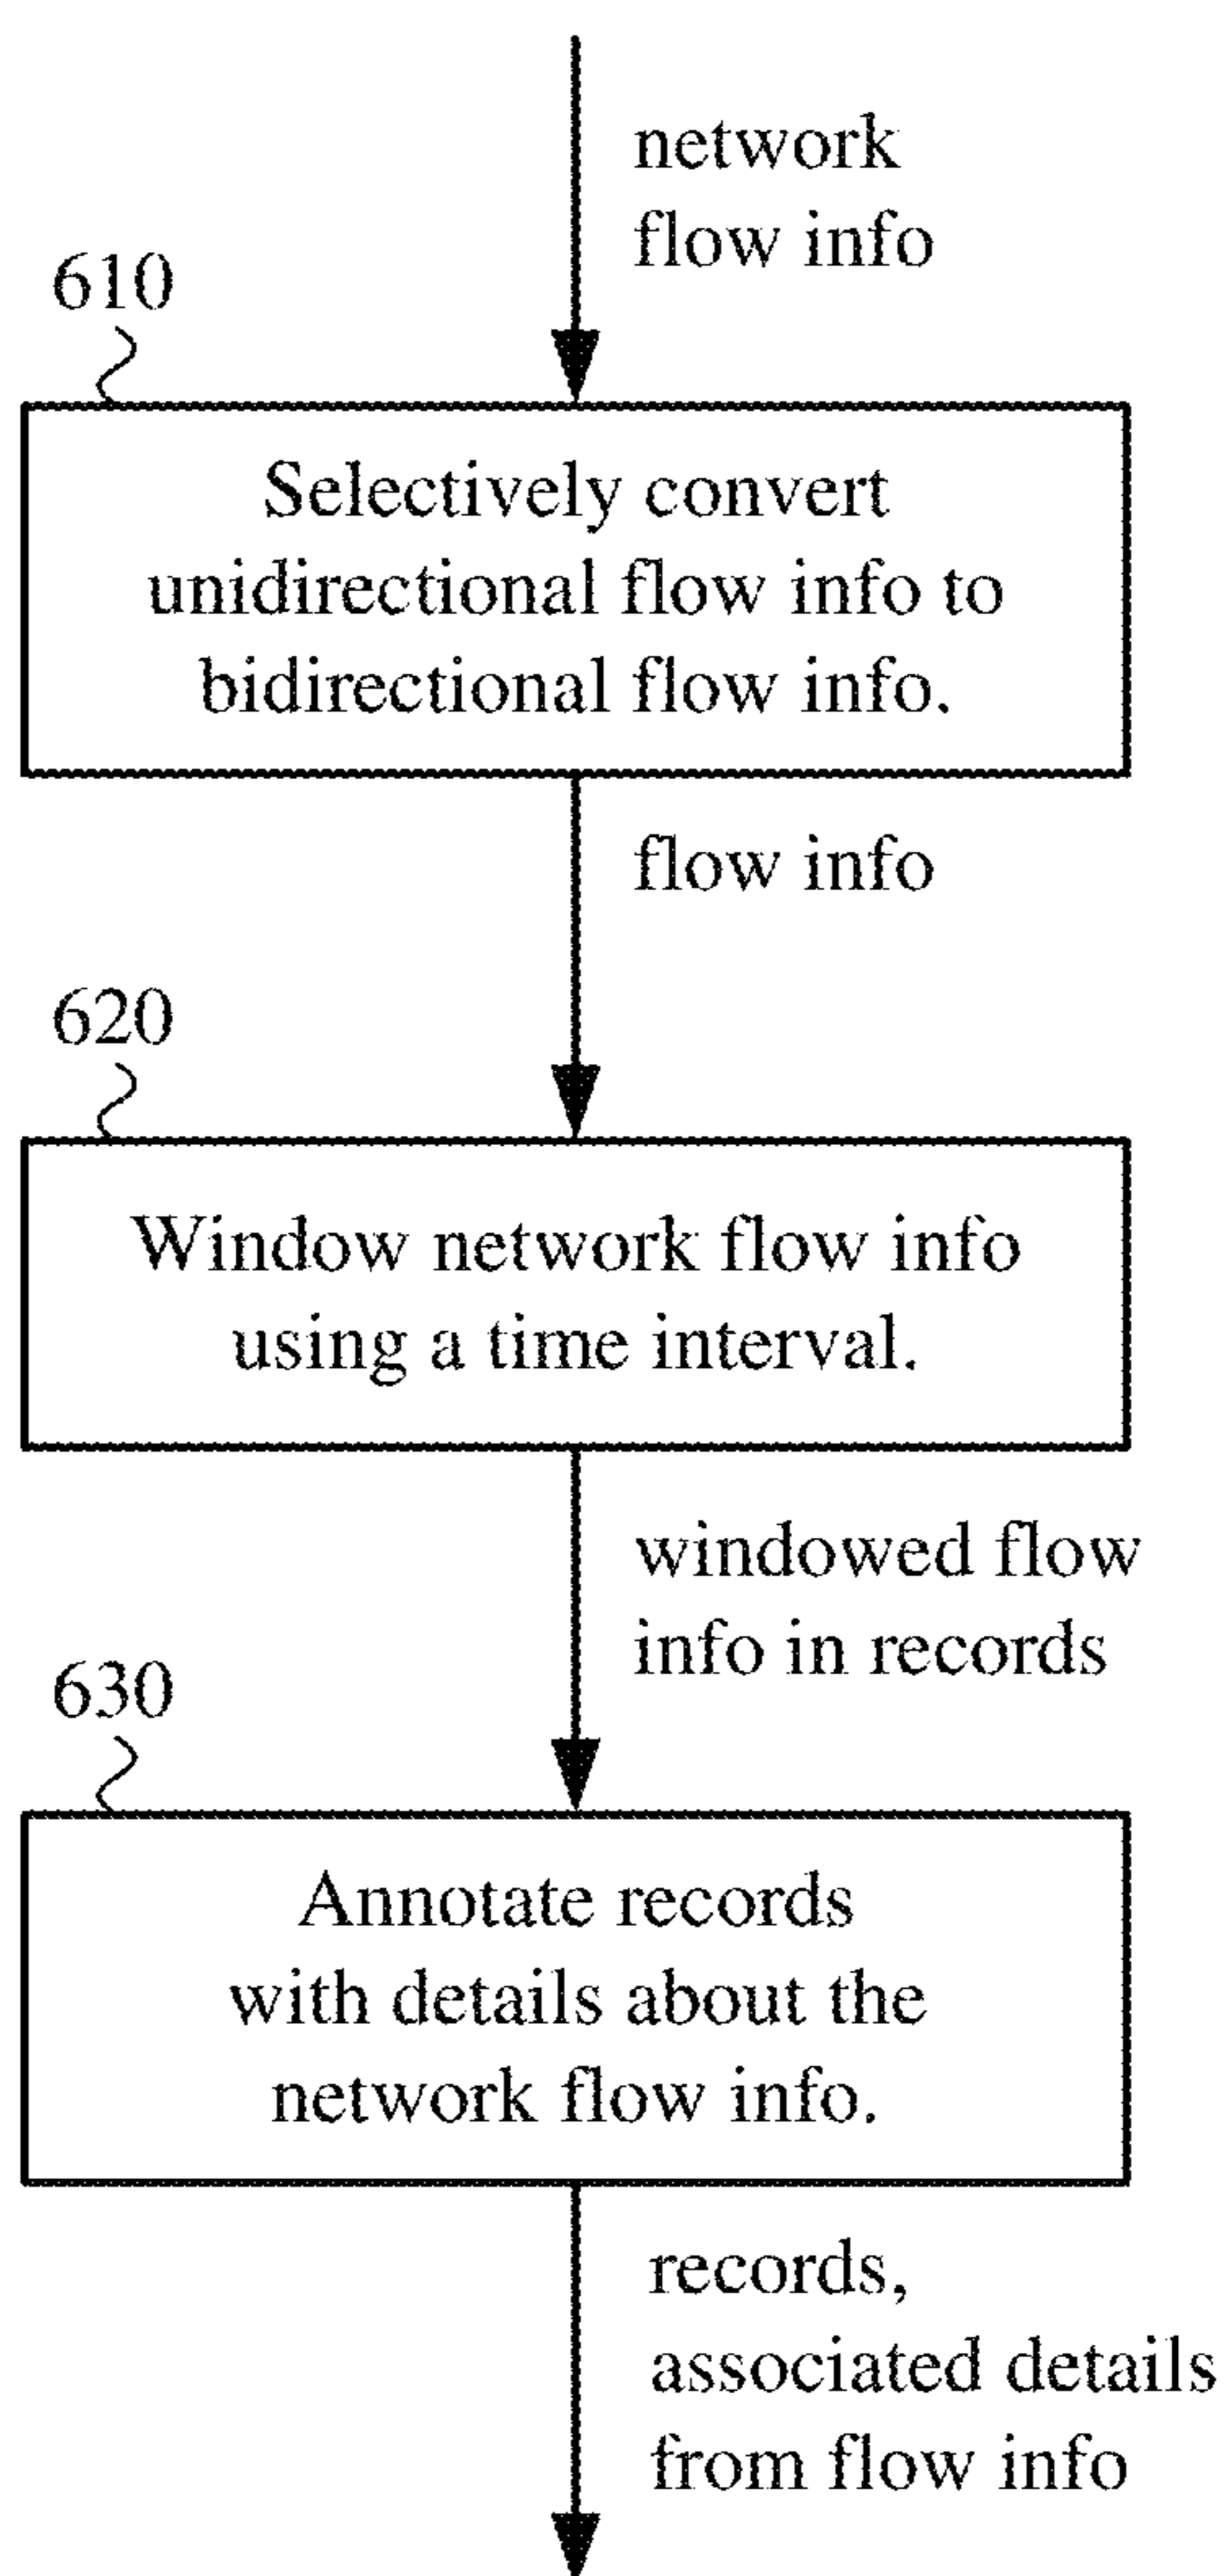 network
flow info
610
Selectively convert
unidirectional flow info to
bidirectional flow info.
flow info
620
Window network flow info
using a time interval.
windowed flow
info in records
630
Annotate records
with details about the
network flow info.
records,
associated details
from flow info